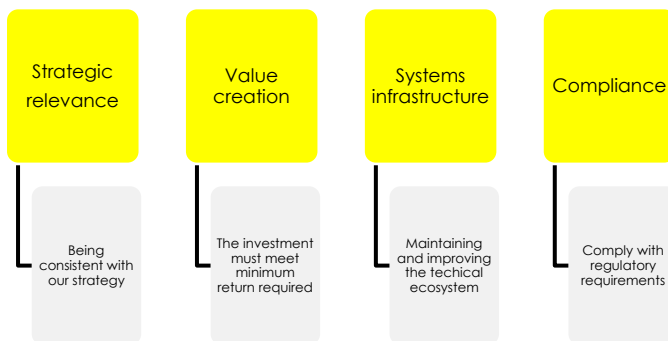 Strategic
relevance
Being
consistent with
our strategy
Value
creation
The investment
must meet
minimum
return required
Systems
infrastructure
Maintaining
and improving
the techical
ecosystem
Compliance
Comply with
regulatory
requirements